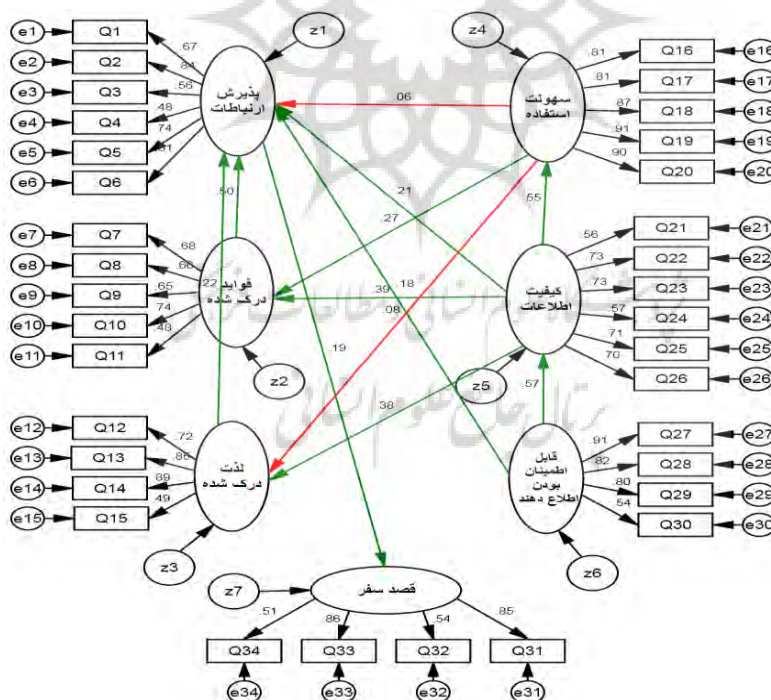 z1
z4
e1 Q1
e2 Q2
e3 Q3
e4 Q4
e5 Q5
e6 Q6
.67
.84
.56
.48
.74
پذیرش
ارتباطات
سهولت
استفاده
.06
.81
.81
.87
.91
.90
Q16 e16
Q17 e17
Q18 e18
Q19 e19
Q20 e20
.50
.21
.27
.55
e7 Q7
e8 Q8
e9 Q9
e10 Q10
e11 Q11
.68
.66
.65
.74
.48
.22
فواید
درک شده
.39
.18
.08
.19
z2
کیفیت
اطلاعات
.56
.73
.73
.57
.71
.70
Q21 e21
Q22 e22
Q23 e23
Q24 e24
Q25 e25
Q26 e26
z5
.38
.57
پرتال جامع علوم انسانی
e12 Q12
e13 Q13
e14 Q14
e15 Q15
.72
.86
.89
.49
لذت
درک شده
z3
قابل
اطمینان
بودن
اطلاع دهند
.91
.82
.80
.54
Q27 e27
Q28 e28
Q29 e29
Q30 e30
z6
z7
قصد سفر
.51
.86
.54
.85
Q34
Q33
Q32
Q31
e34
e33
e32
e31